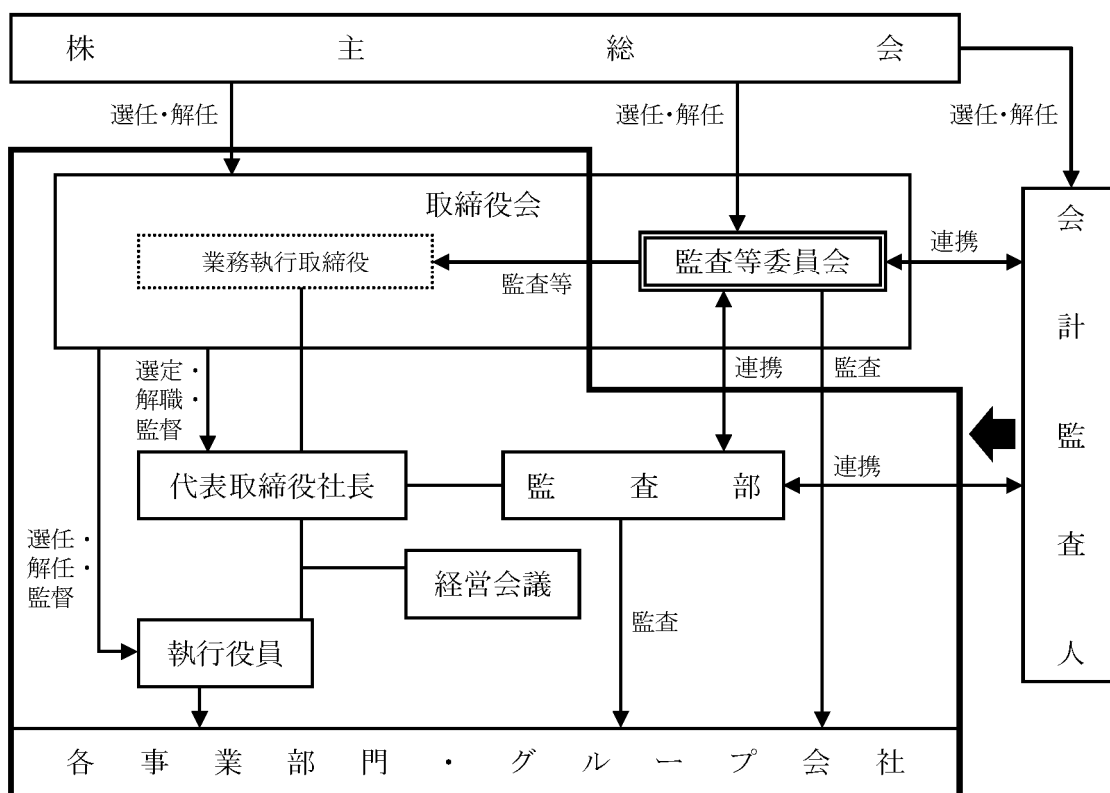 株主総会
選任・解任
選任・解任
選任・解任
取締役会
業務執行取締役
監査等
監査等委員会
連携
会計監査人
選定・
解職・
監督
連携
監査
代表取締役社長
監査部
連携
選任・
解任・
監督
経営会議
監査
執行役員
各事業部門・グループ会社